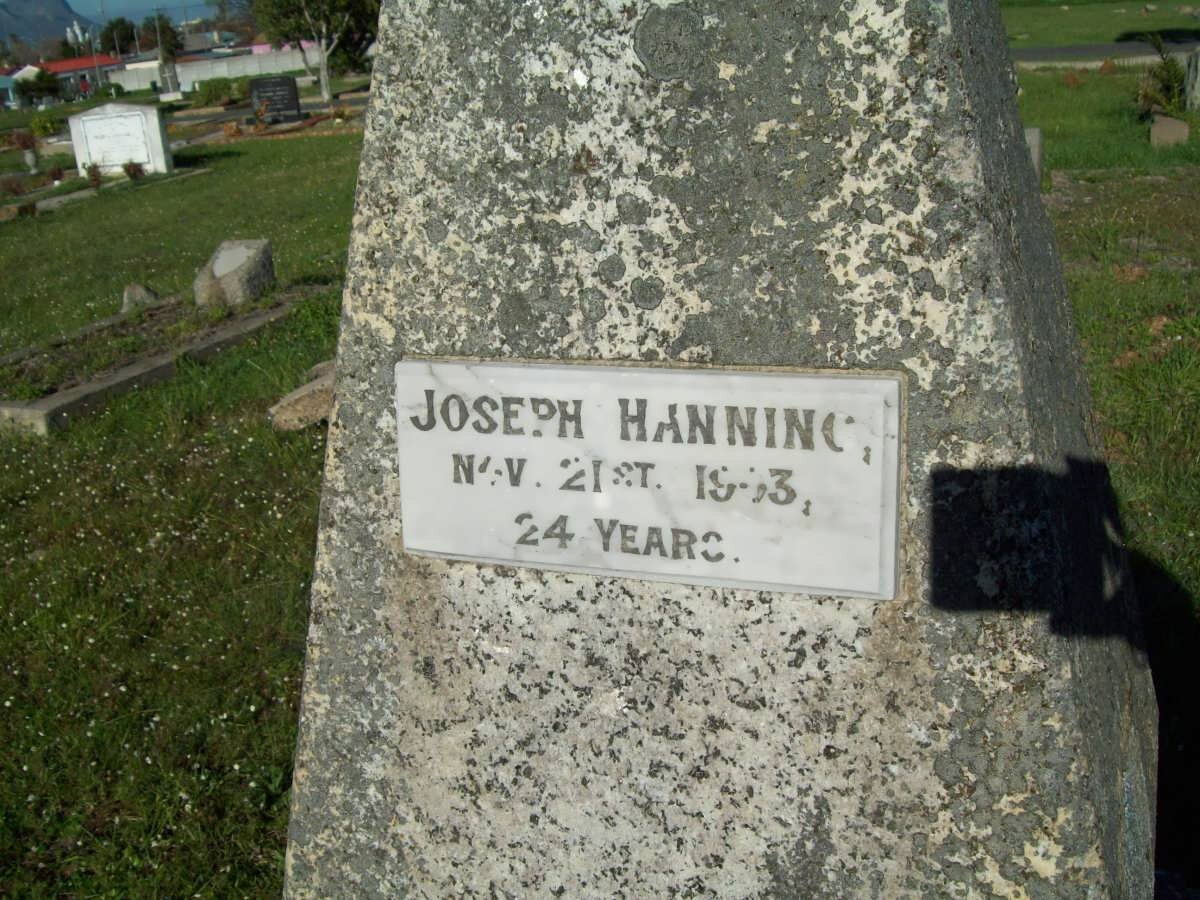 JOSEPH HANNING,
NOV. 21ST.
24 YEARS.